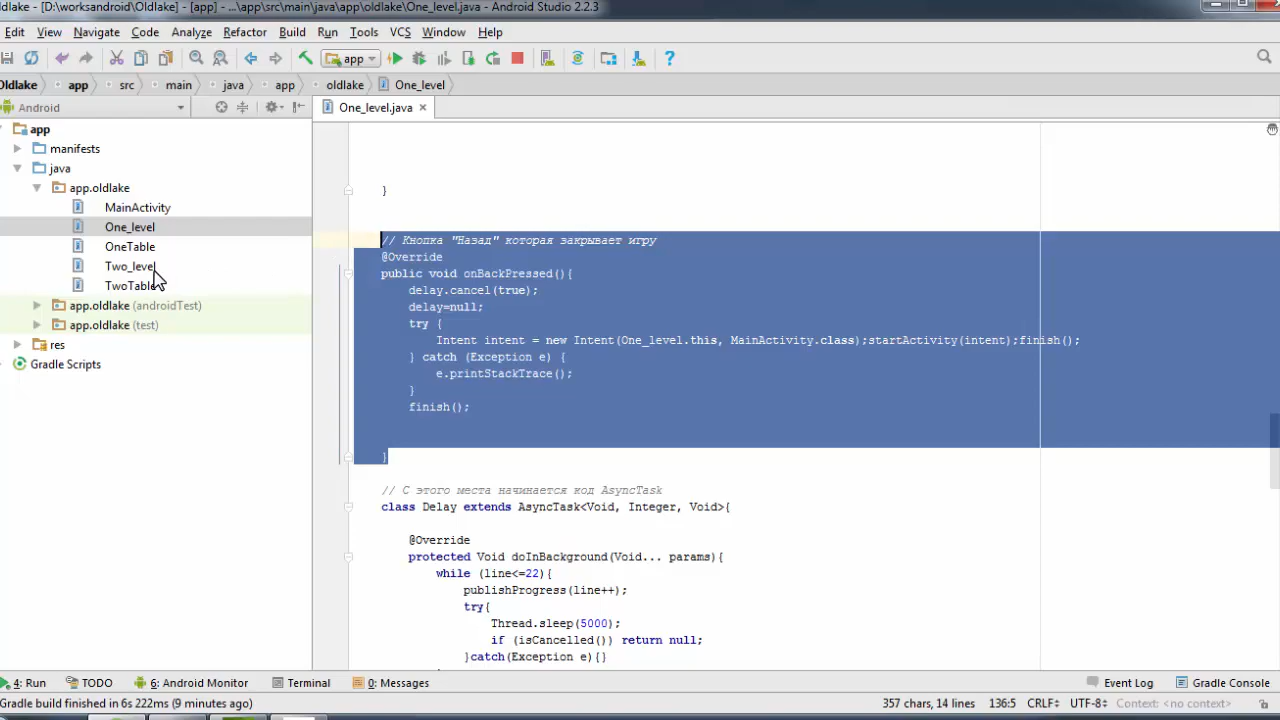 ldlake - [D:\worksandroid\Oldlake] - [app] - ...\app\src\main\java\app\oldlake\One_level.java - Android Studio 2.2.3
Edit View Navigate Code Analyze Refactor Build Run Tools VCS Window Help
app
Oldlake app src main java app oldlake One_level.java
Android
One_level.java
app
manifests
java
app.oldlake
MainActivity
One_level
OneTable
Two_level
TwoTable
app.oldlake (androidTest)
app.oldlake (test)
res
Gradle Scripts
}
// Кнопка "Назад" которая закрывает игру
@Override
public void onBackPressed(){
delay.cancel(true);
delay=null;
try {
Intent intent = new Intent(One_level.this, MainActivity.class);startActivity(intent);finish();
} catch (Exception e) {
e.printStackTrace();
}
finish();
}
// С этого места начинается код AsyncTask
class Delay extends AsyncTask<Void, Integer, Void>{
@Override
protected Void doInBackground(Void... params){
while (line<=22){
publishProgress(line++);
try{
Thread.sleep(5000);
if (isCancelled()) return null;
}catch(Exception e){}
4: Run TODO 6: Android Monitor Terminal 0: Messages Event Log Gradle Console
Gradle build finished in 6s 222ms (9 minutes ago) 357 chars, 14 lines 136:5 CRLF UTF-8 Context: <no context>